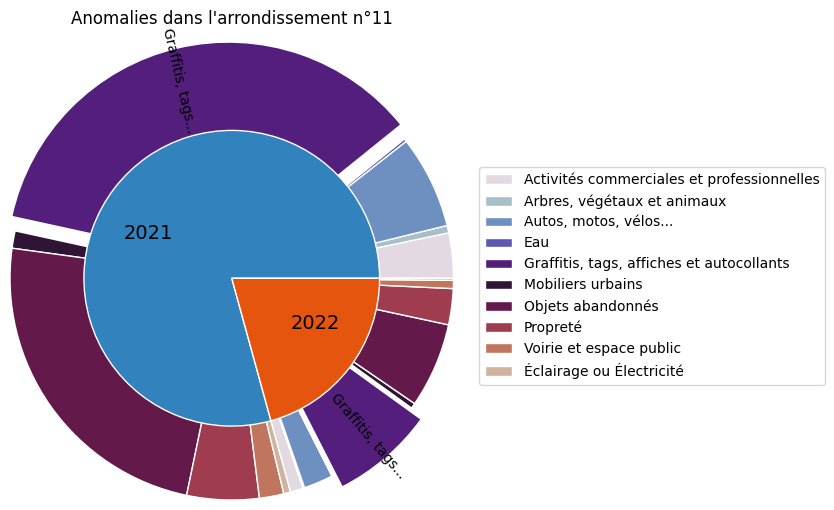 Anomalies dans l'arrondissement n°11
Graffitis, tags...
2021
2022
Graffitis, tags...
Activités commerciales et professionnelles
Arbres, végétaux et animaux
Autos, motos, vélos...
Eau
Graffitis, tags, affiches et autocollants
Mobiliers urbains
Objets abandonnés
Propreté
Voirie et espace public
Éclairage ou Électricité